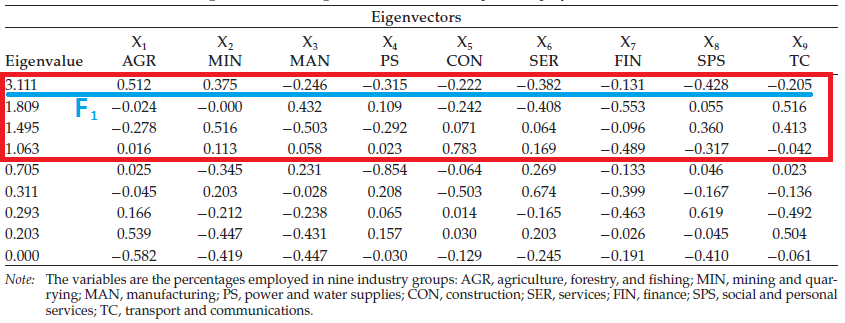 Eigenvectors
X1 X2 X3 X4 X5 X6 X7 X8 X9
Eigenvalue AGR MIN MAN PS CON SER FIN SPS TC
3.111 0.512 0.375 −0.246 −0.315 −0.222 −0.382 −0.131 −0.428 −0.205
1.809 F1 −0.024 −0.000 0.432 0.109 −0.242 −0.408 −0.553 0.055 0.516
1.495 −0.278 0.516 −0.503 −0.292 0.071 0.064 −0.096 0.360 0.413
1.063 0.016 0.113 0.058 0.023 0.783 0.169 −0.489 −0.317 −0.042
0.705 0.025 −0.345 0.231 −0.854 −0.064 0.269 −0.133 0.046 0.023
0.311 −0.045 0.203 −0.028 0.208 −0.503 0.674 −0.399 −0.167 −0.136
0.293 0.166 −0.212 −0.238 0.065 0.014 −0.165 −0.463 0.619 −0.492
0.203 0.539 −0.447 −0.431 0.157 0.030 0.203 −0.026 −0.045 0.504
0.000 −0.582 −0.419 −0.447 −0.030 −0.129 −0.245 −0.191 −0.410 −0.061
Note: The variables are the percentages employed in nine industry groups: AGR, agriculture, forestry, and fishing; MIN, mining and quar-
rying; MAN, manufacturing; PS, power and water supplies; CON, construction; SER, services; FIN, finance; SPS, social and personal
services; TC, transport and communications.